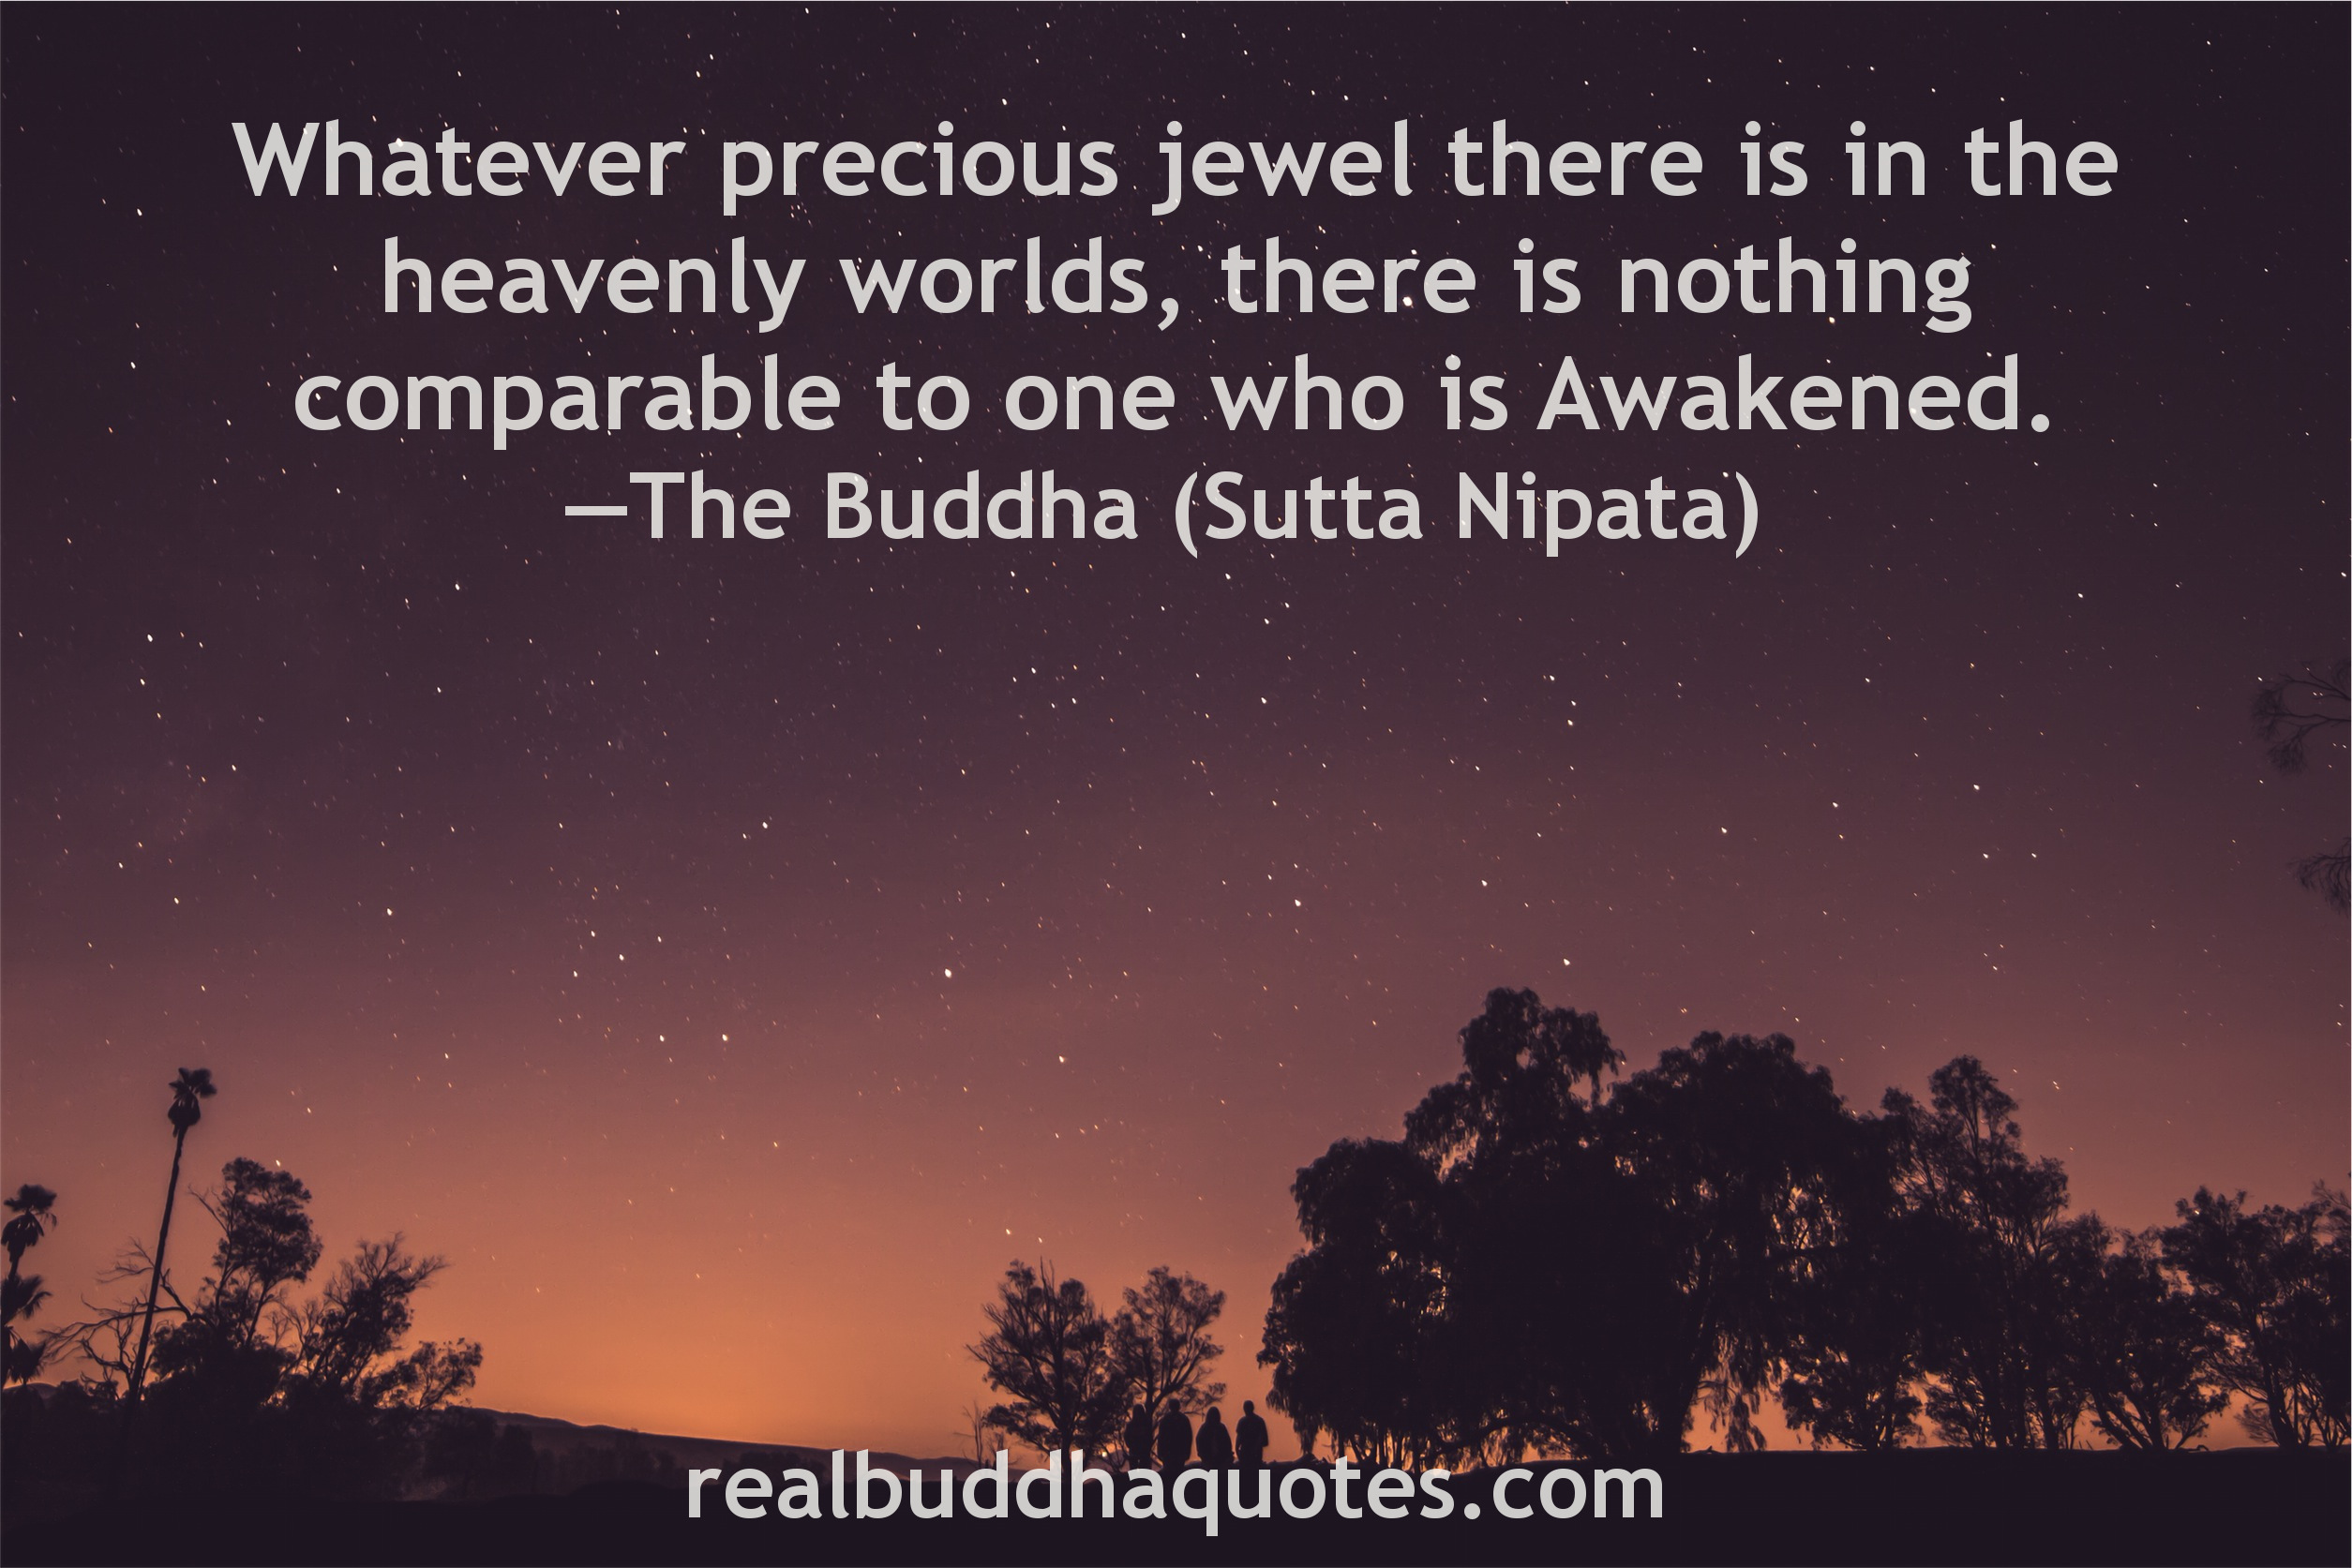 Whatever precious jewel there is in the
heavenly worlds, there is nothing
comparable to one who is Awakened.
—The Buddha (Sutta Nipata)
realbuddhaquotes.com